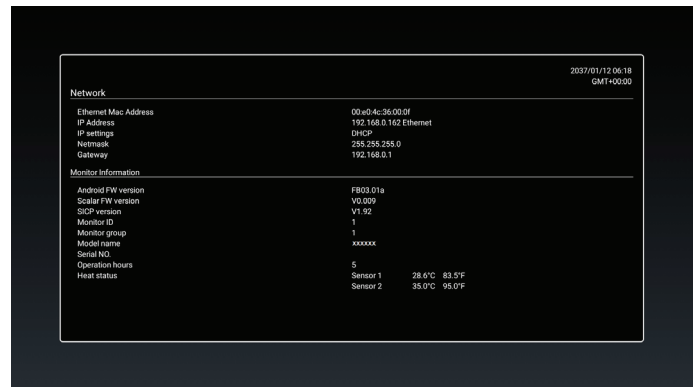 2037/01/12 06:18
GMT+00:00
Network
Ethernet Mac Address 00:e0:4c:36:00:0f
IP Address 192.168.0.162 Ethernet
IP settings DHCP
Netmask 255.255.255.0
Gateway 192.168.0.1
Monitor Information
Android FW version FB03.01a
Scalar FW version V0.009
SICP version V1.92
Monitor ID 1
Monitor group 1
Model name xxxxxx
Serial NO.
Operation hours 5
Heat status Sensor 1 28.6°C 83.5°F
Sensor 2 35.0°C 95.0°F